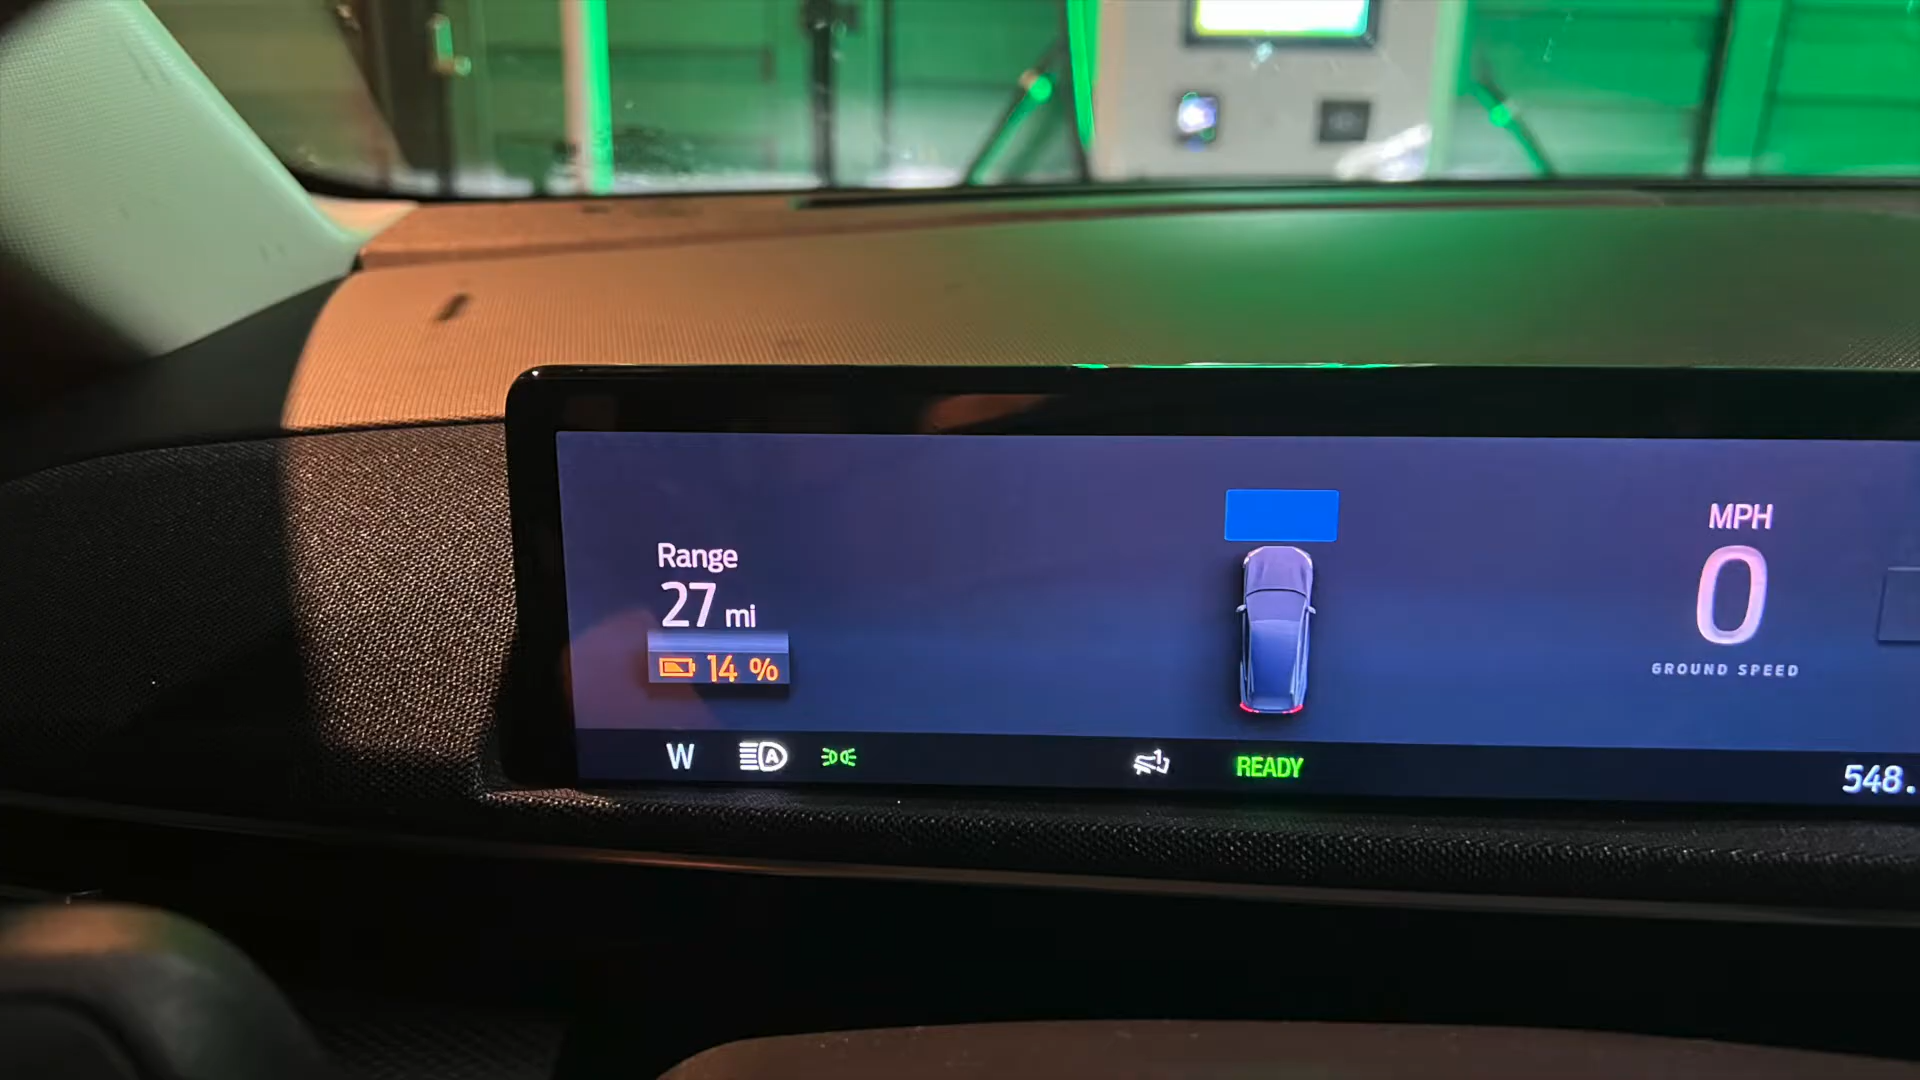 Range
27 mi
14 %
MPH
0
GROUND SPEED
W
A
READY
548.